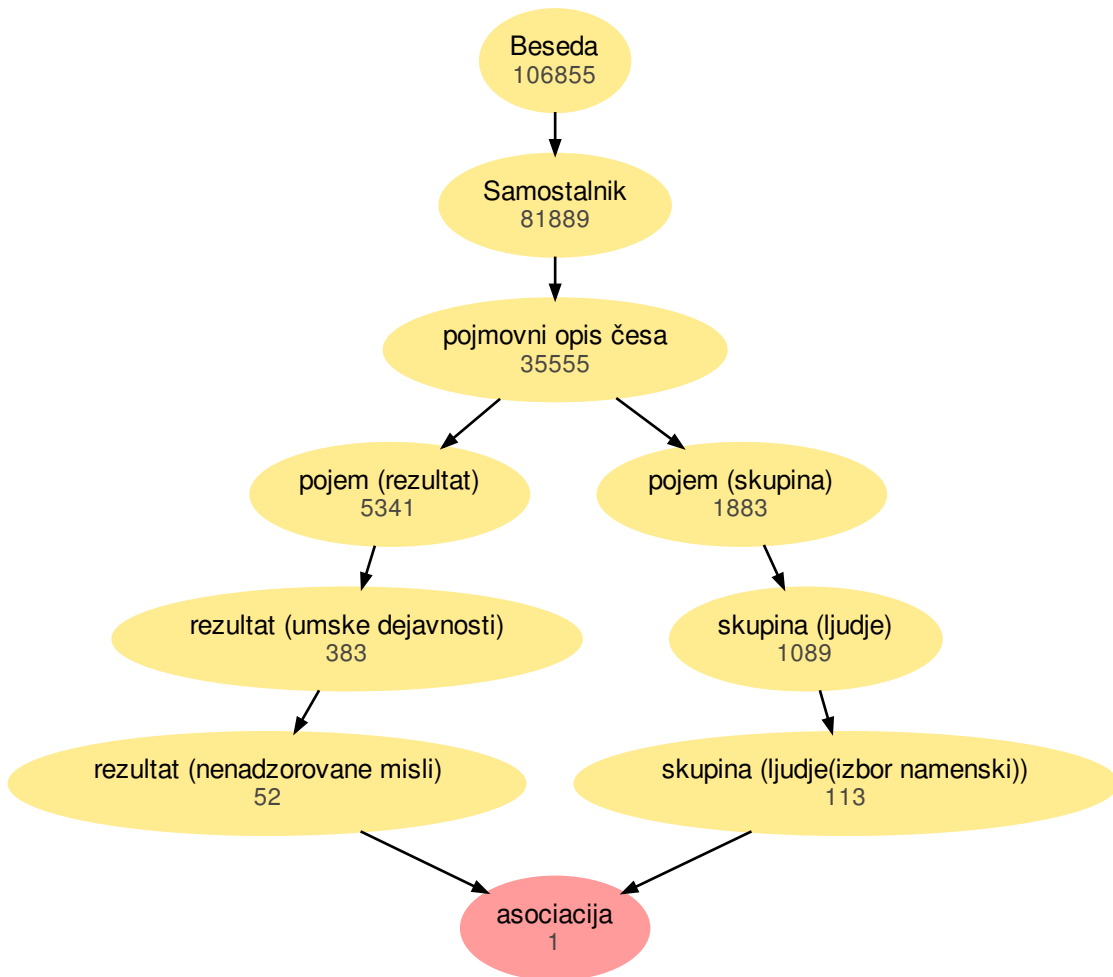 Beseda
106855
Samostalnik
81889
pojmovni opis česa
35555
pojem (rezultat)
5341
pojem (skupina)
1883
rezultat (umske dejavnosti)
383
skupina (ljudje)
1089
rezultat (nenadzorovane misli)
52
skupina (ljudje(izbor namenski))
113
asociacija
1